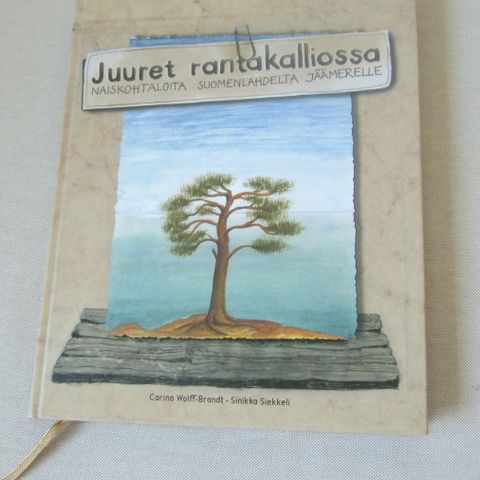 Juuret rantakalliossa
NAISKOHTALOITA SUOMENLAHDELTA JÄÄMERELLE
Carina Wolff-Brandt • Sinikka Siekkeli